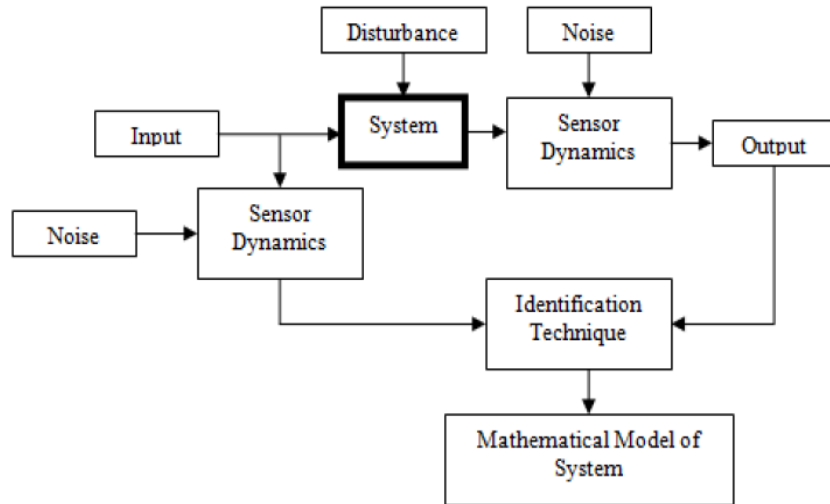 Disturbance
Noise
Input
System
Sensor
Dynamics
Output
Noise
Sensor
Dynamics
Identification
Technique
Mathematical Model of
System